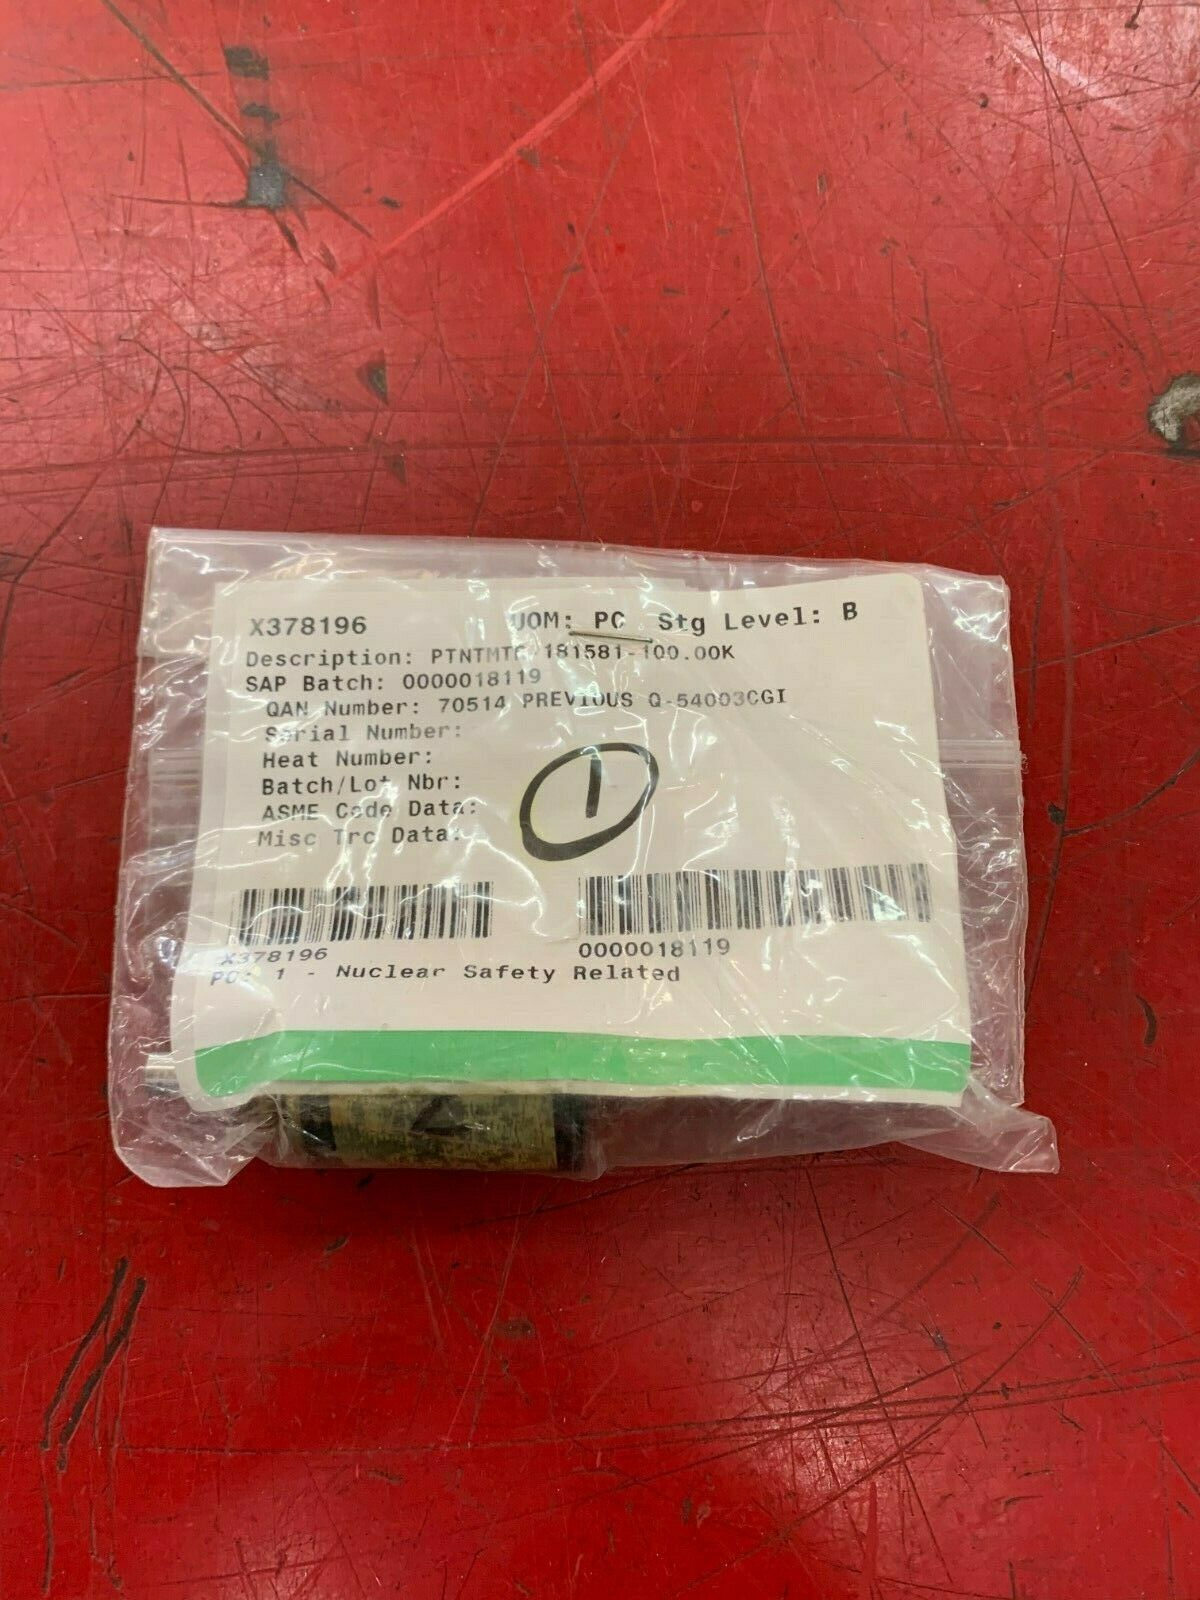 X378196 UOM: PC Stg Level: B
Description: PTNTMTR/181581-100.00K
SAP Batch: 0000018119
QAN Number: 70514 PREVIOUS Q-54003CGI
Serial Number:
Heat Number:
Batch/Lot Nbr:
ASME Code Data:
Misc Trc Data:
1
X378196 0000018119
PC: 1 - Nuclear Safety Related